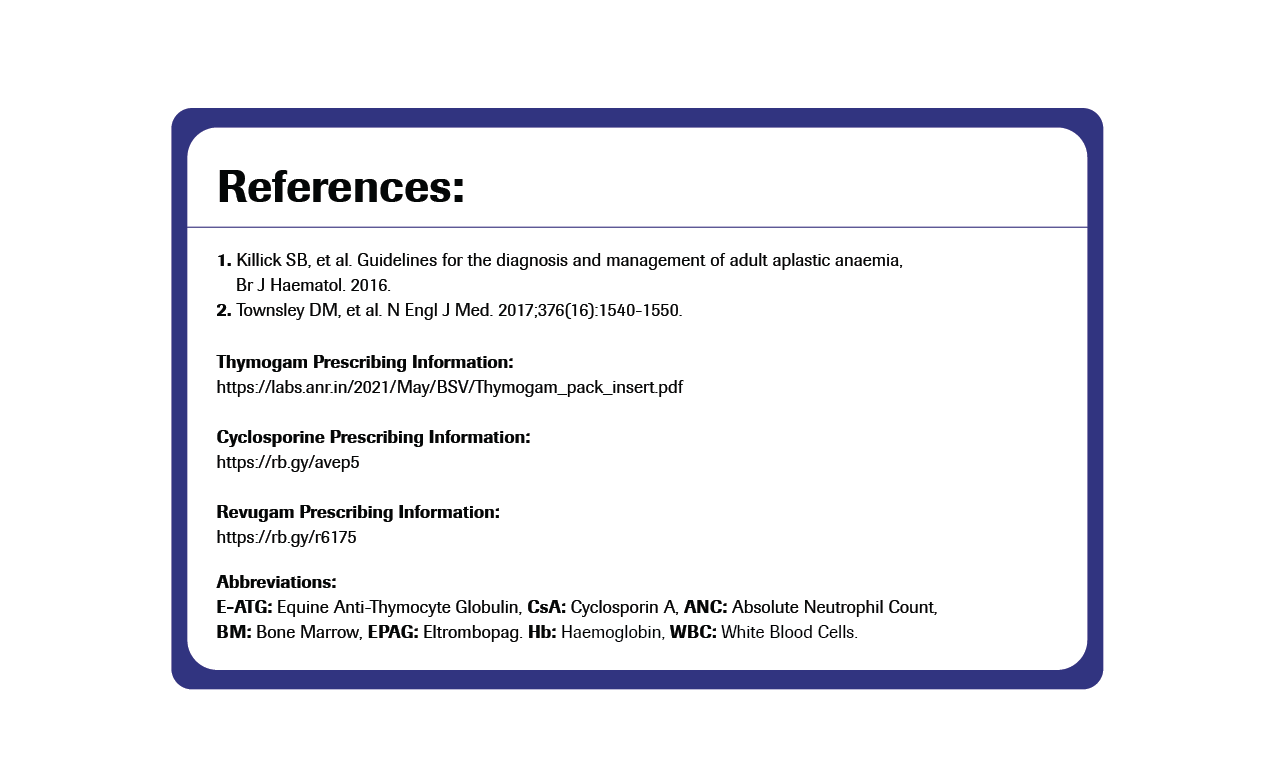 References:
1. Killick SB, et al. Guidelines for the diagnosis and management of adult aplastic anaemia,
Br J Haematol. 2016.
2. Townsley DM, et al. N Engl J Med. 2017;376(16):1540-1550.
Thymogam Prescribing Information:
https://labs.anr.in/2021/May/BSV/Thymogam_pack_insert.pdf
Cyclosporine Prescribing Information:
https://rb.gy/avep5
Revugam Prescribing Information:
https://rb.gy/r6175
Abbreviations:
E-ATG: Equine Anti-Thymocyte Globulin, CsA: Cyclosporin A, ANC: Absolute Neutrophil Count,
BM: Bone Marrow, EPAG: Eltrombopag. Hb: Haemoglobin, WBC: White Blood Cells.